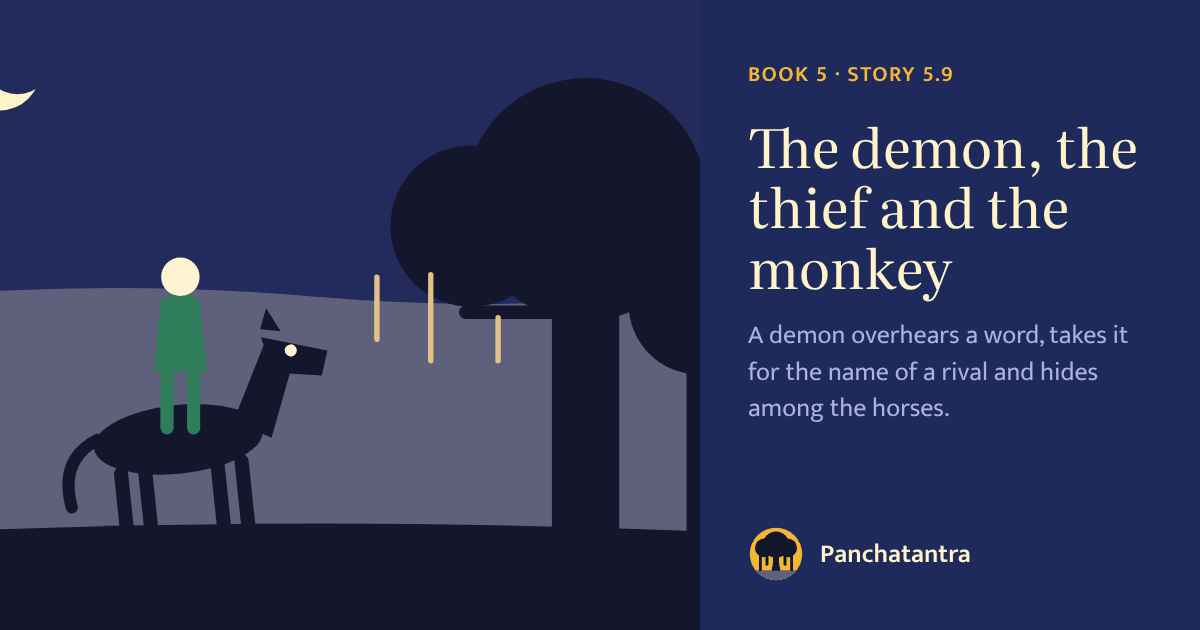 BOOK 5 · STORY 5.9
The demon, the
thief and the
monkey
A demon overhears a word, takes it
for the name of a rival and hides
among the horses.
Panchatantra